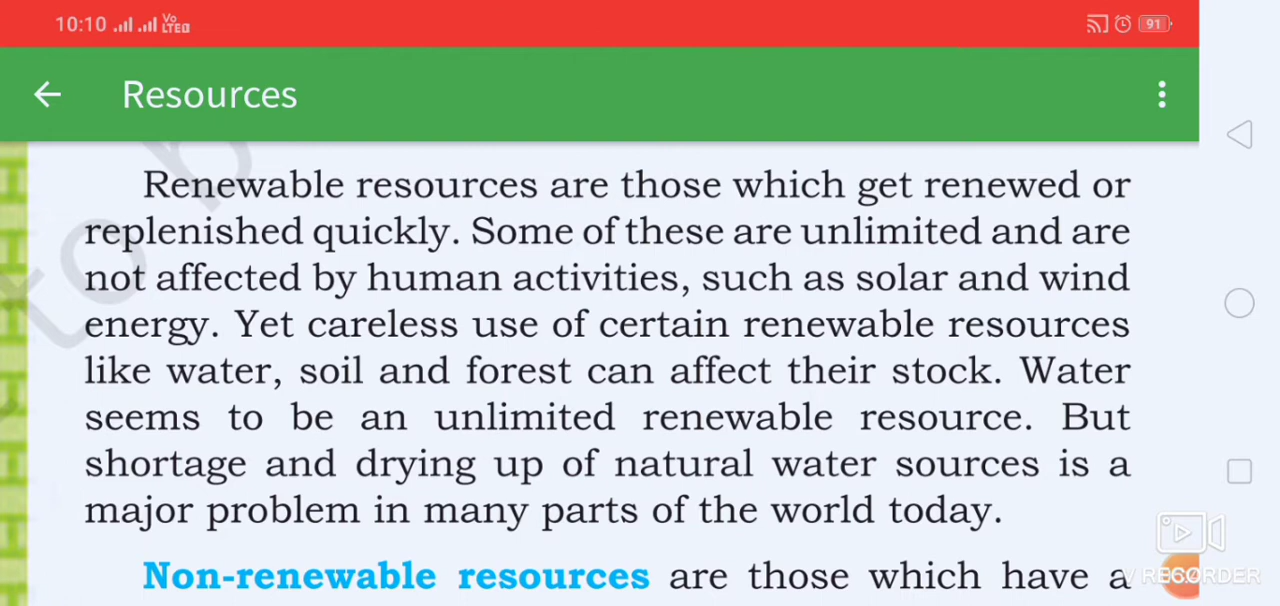 10:10 Vo LTE 91
Resources
Renewable resources are those which get renewed or
replenished quickly. Some of these are unlimited and are
not affected by human activities, such as solar and wind
energy. Yet careless use of certain renewable resources
like water, soil and forest can affect their stock. Water
seems to be an unlimited renewable resource. But
shortage and drying up of natural water sources is a
major problem in many parts of the world today.
Non-renewable resources are those which have a